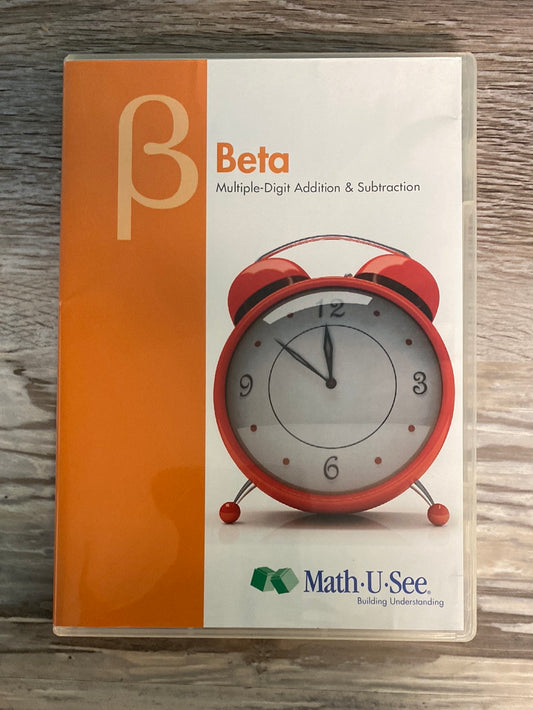 β
Beta
Multiple-Digit Addition & Subtraction
12
9
3
6
Math·U·See®
Building Understanding